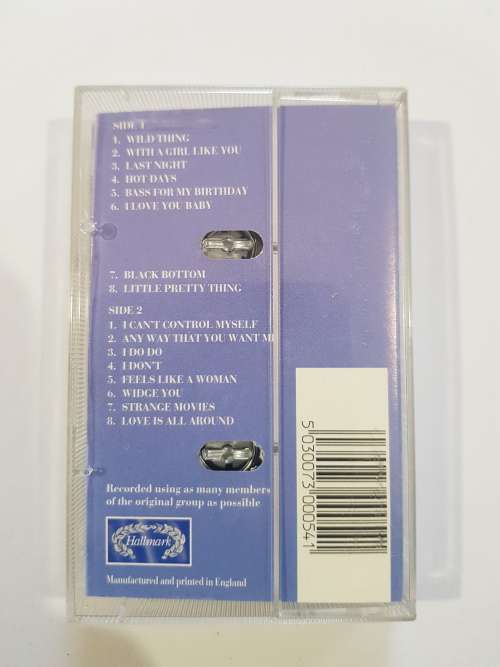 SIDE 1
1. WILD THING
2. WITH A GIRL LIKE YOU
3. LAST NIGHT
4. HOT DAYS
5. BASS FOR MY BIRTHDAY
6. I LOVE YOU BABY
7. BLACK BOTTOM
8. LITTLE PRETTY THING
SIDE 2
1. I CAN'T CONTROL MYSELF
2. ANY WAY THAT YOU WANT ME
3. I DO DO
4. I DON'T
5. FEELS LIKE A WOMAN
6. WIDGE YOU
7. STRANGE MOVIES
8. LOVE IS ALL AROUND
Recorded using as many members
of the original group as possible
Hallmark
Manufactured and printed in England
5 030073 000541